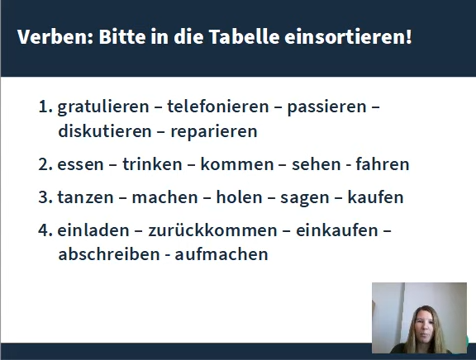 Verben: Bitte in die Tabelle einsortieren!
1. gratulieren – telefonieren – passieren –
diskutieren – reparieren
2. essen – trinken – kommen – sehen - fahren
3. tanzen – machen – holen – sagen – kaufen
4. einladen – zurückkommen – einkaufen –
abschreiben - aufmachen